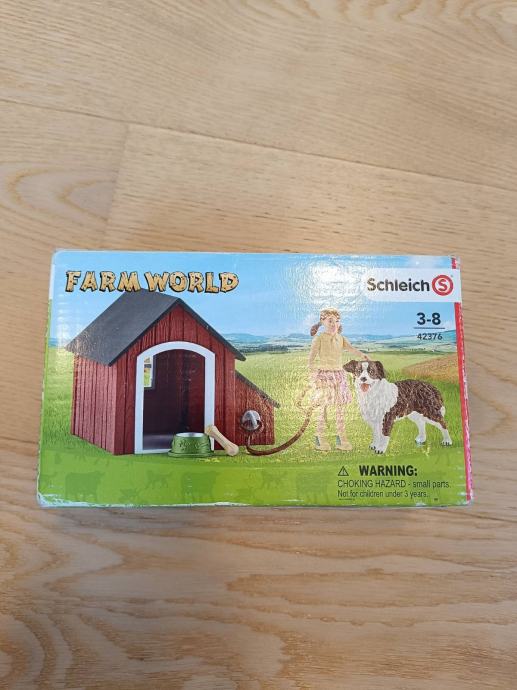 FARM WORLD
Schleich S
3-8
42376
WARNING:
CHOKING HAZARD - small parts.
Not for children under 3 years.